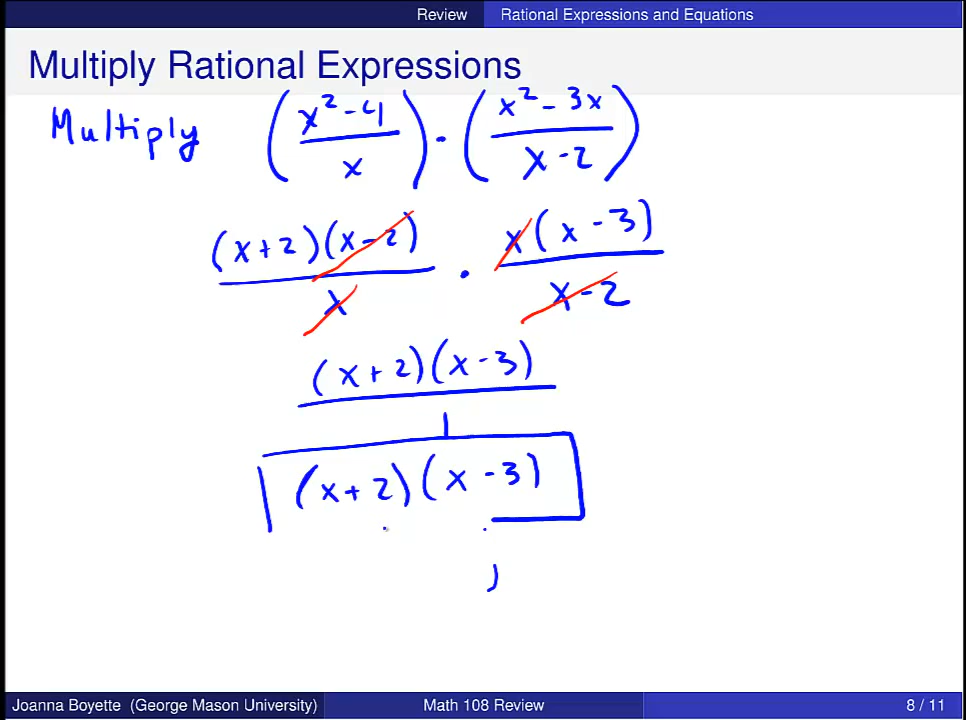 Review Rational Expressions and Equations
Multiply Rational Expressions
Multiply (x² - 4 / x) · (x² - 3x / x - 2)
(x + 2)(x - 2) / x · x(x - 3) / x - 2
(x + 2)(x - 3) / 1
(x + 2)(x - 3)
Joanna Boyette (George Mason University) Math 108 Review 8 / 11